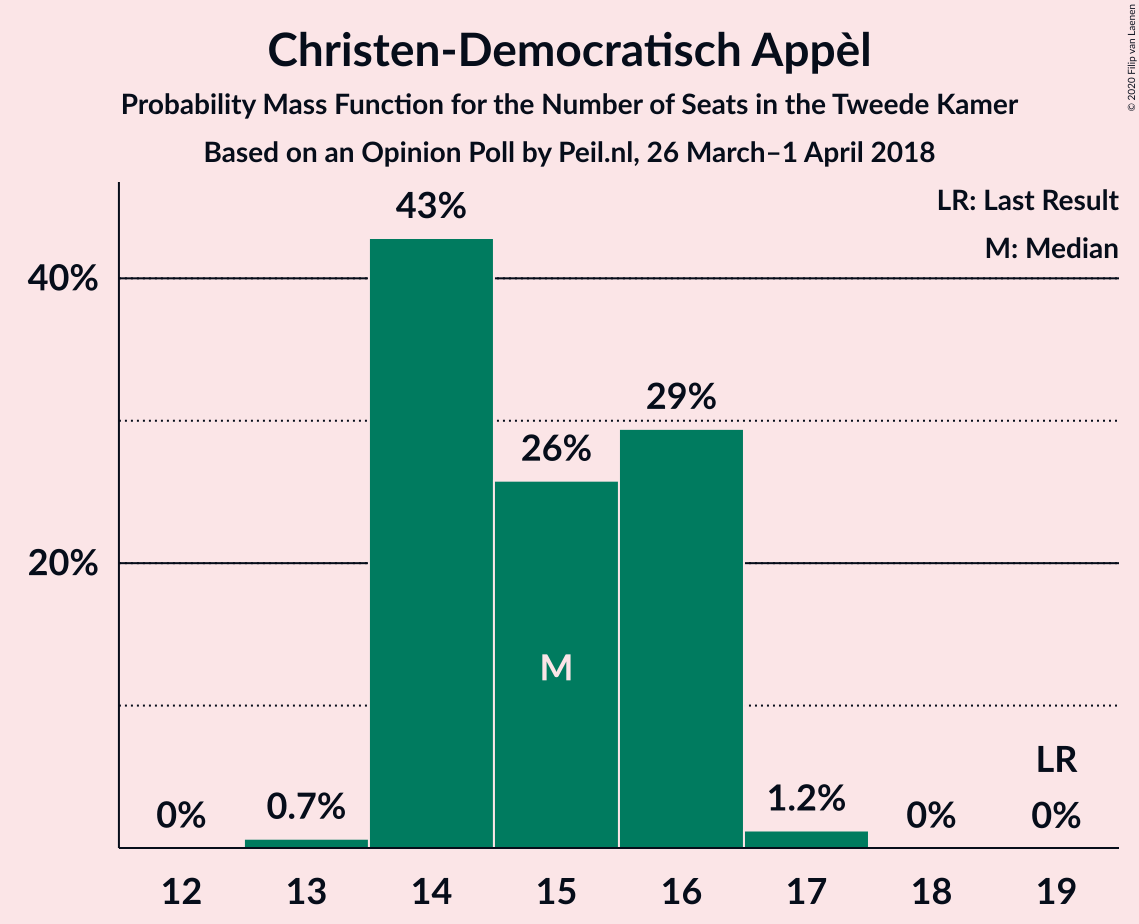 Christen-Democratisch Appèl
Probability Mass Function for the Number of Seats in the Tweede Kamer
Based on an Opinion Poll by Peil.nl, 26 March–1 April 2018
© 2020 Filip van Laenen
LR: Last Result
M: Median
40%
20%
0%
0.7%
43%
26%
29%
1.2%
0%
0%
M
LR
12 13 14 15 16 17 18 19